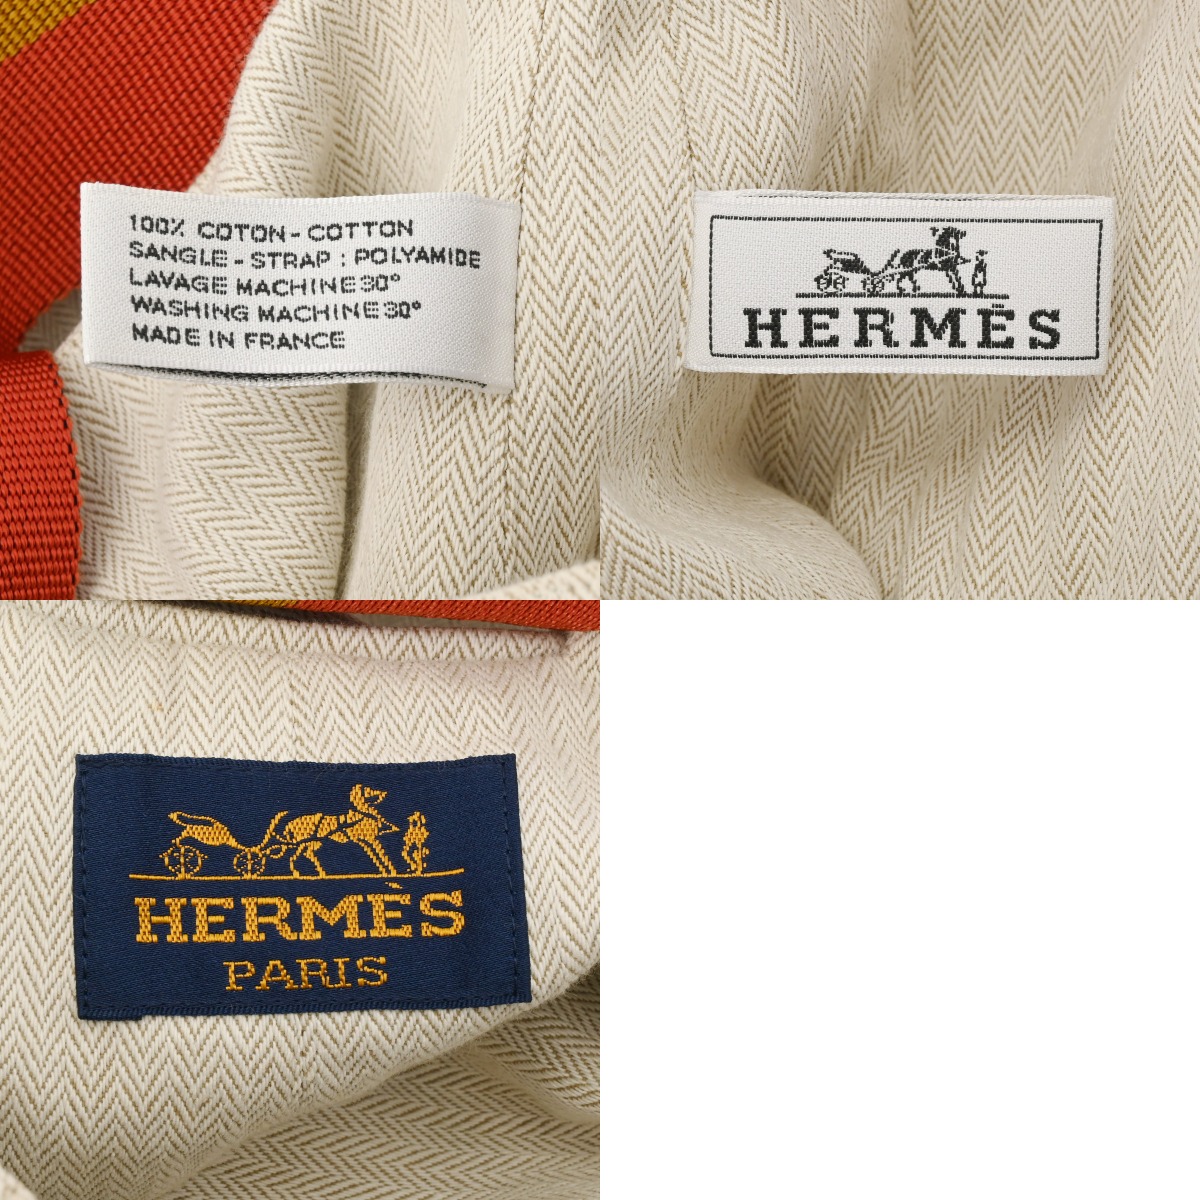 100% COTON - COTTON
SANGLE - STRAP : POLYAMIDE
LAVAGE MACHINE 30°
WASHING MACHINE 30°
MADE IN FRANCE
HERMÈS
HERMÈS
PARIS